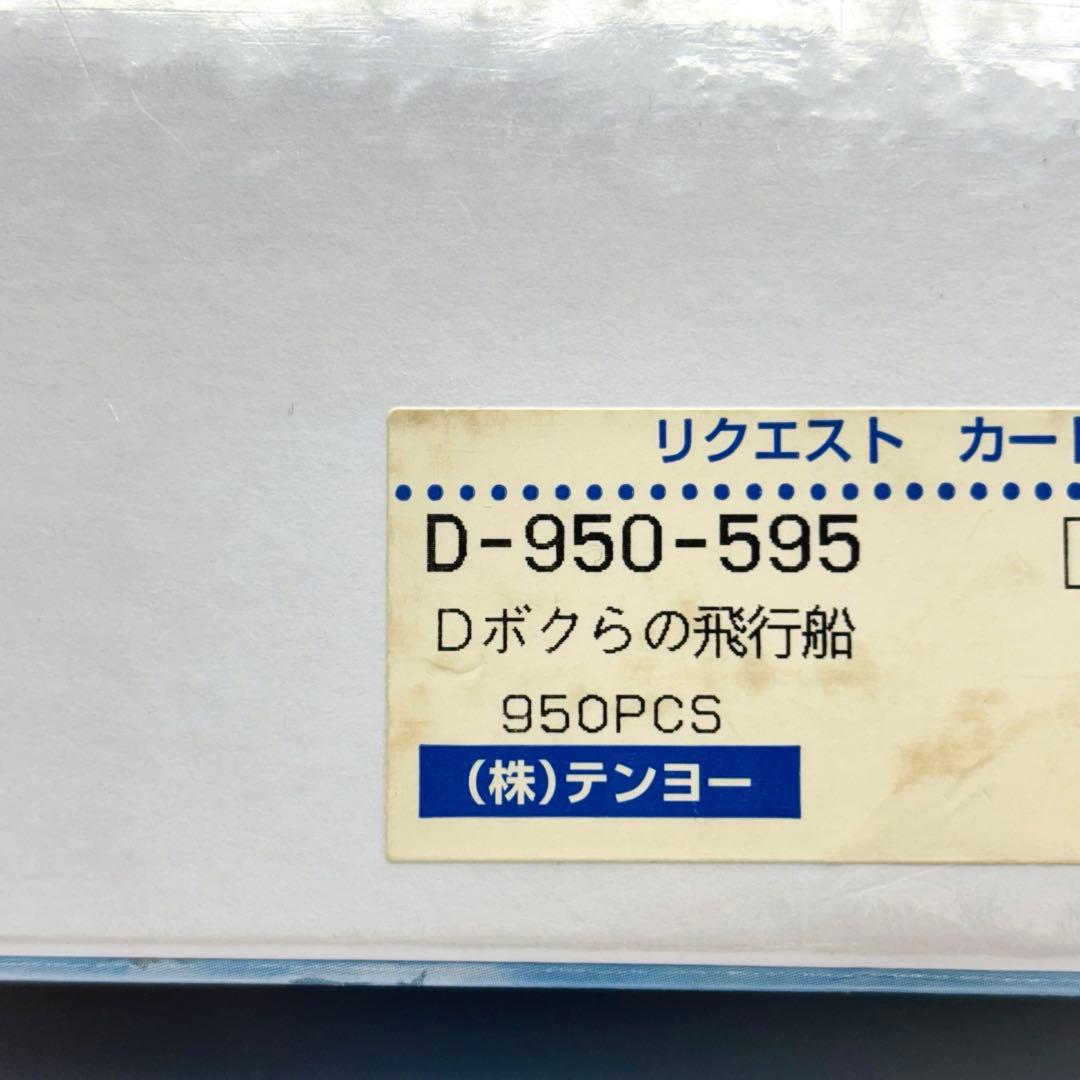 リクエスト カード
D-950-595
Dボクらの飛行船
950PCS
(株)テンヨー